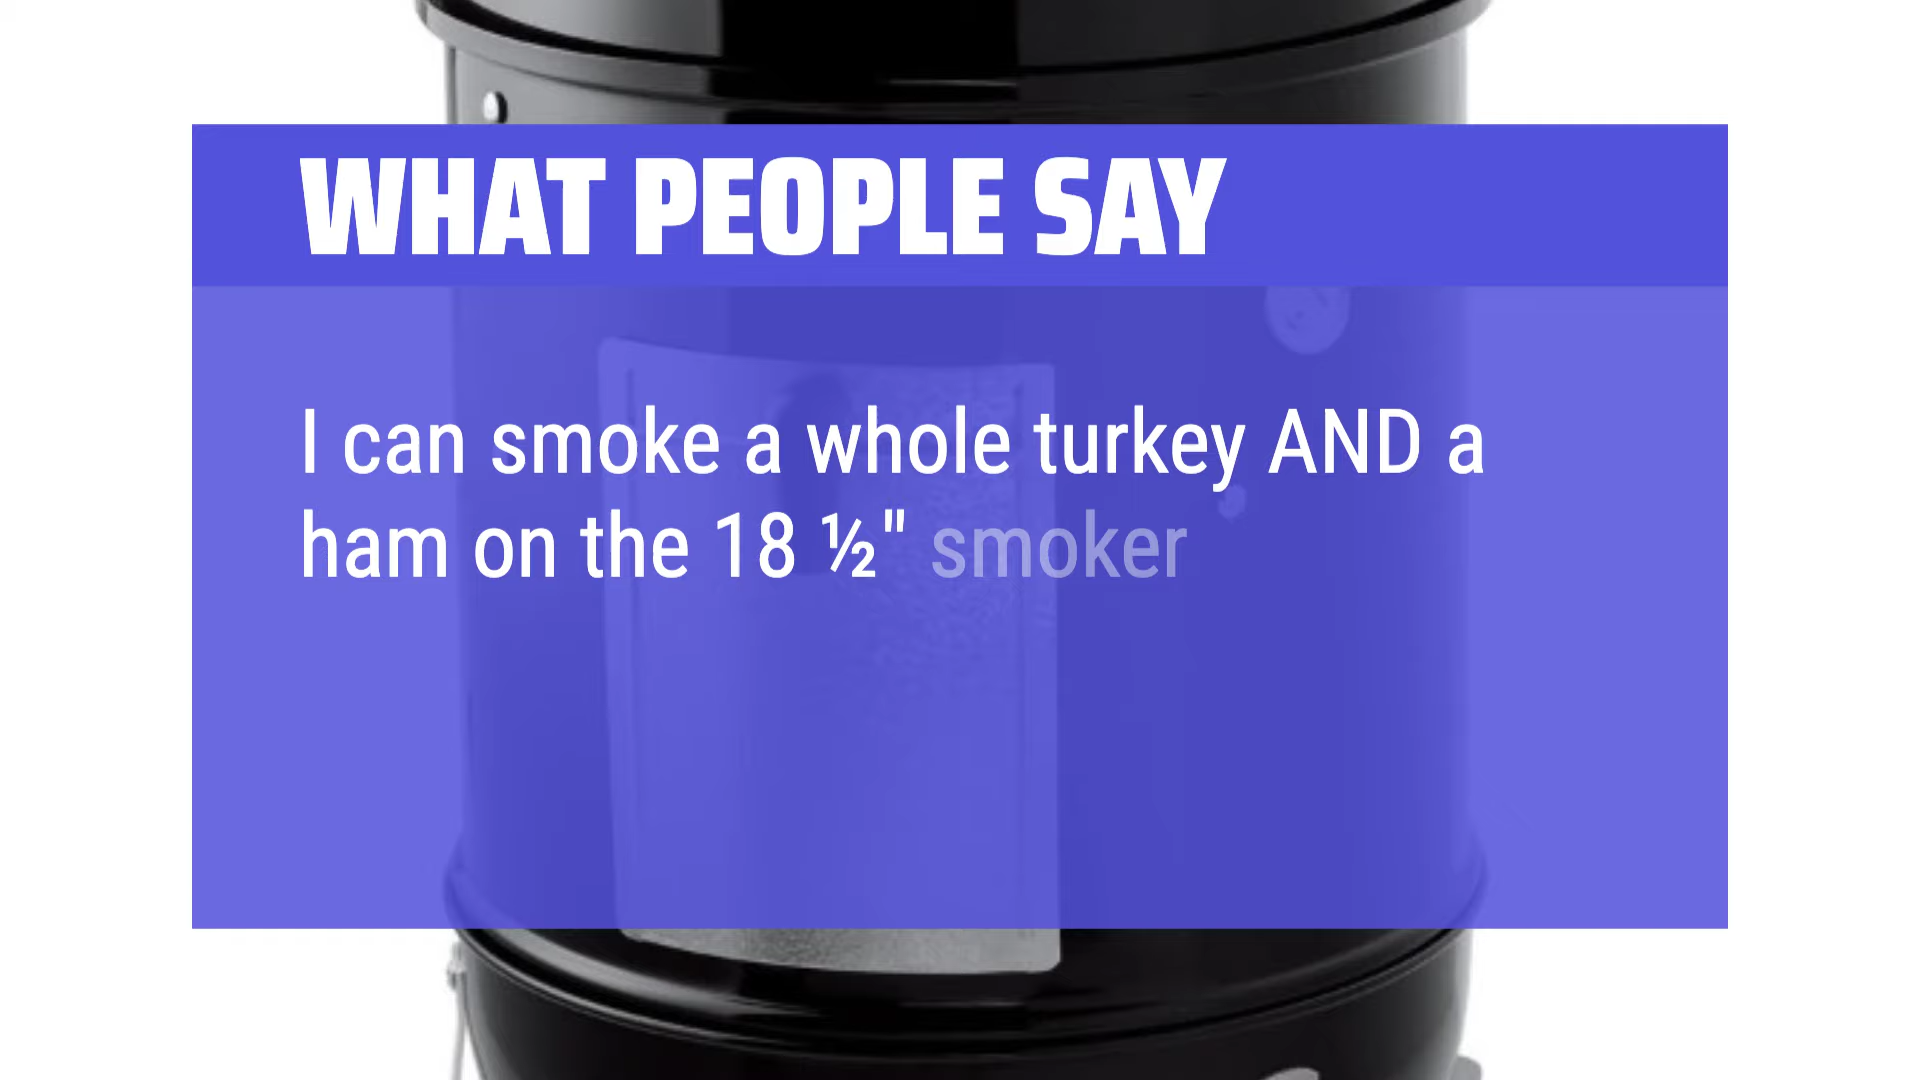 WHAT PEOPLE SAY
I can smoke a whole turkey AND a
ham on the 18 ½" smoker